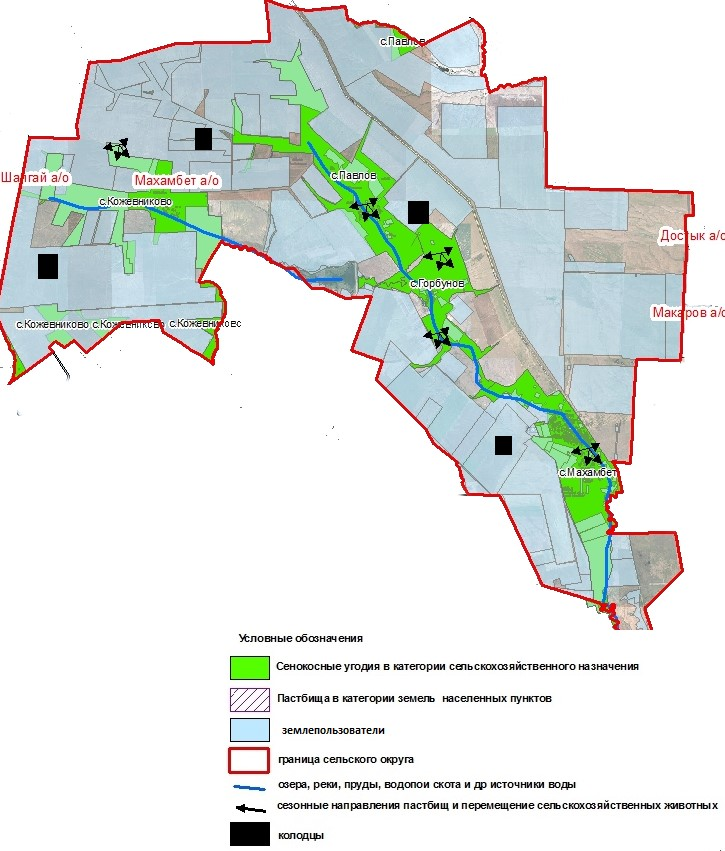 с.Павлов
Шалгай а/о
Махамбет а/о
с.Павлов
с.Кожевниково
Достык а/о
с.Горбунов
Макаров а/о
с.Кожевниково с.Кожевниково с.Кожевниковс
с.Махамбет
Условные обозначения
Сенокосные угодия в категории сельскохозяйственного назначения
Пастбища в категории земель населенных пунктов
землепользователи
граница сельского округа
озера, реки, пруды, водопои скота и др источники воды
сезонные направления пастбищ и перемещение сельскохозяйственных животных
колодцы